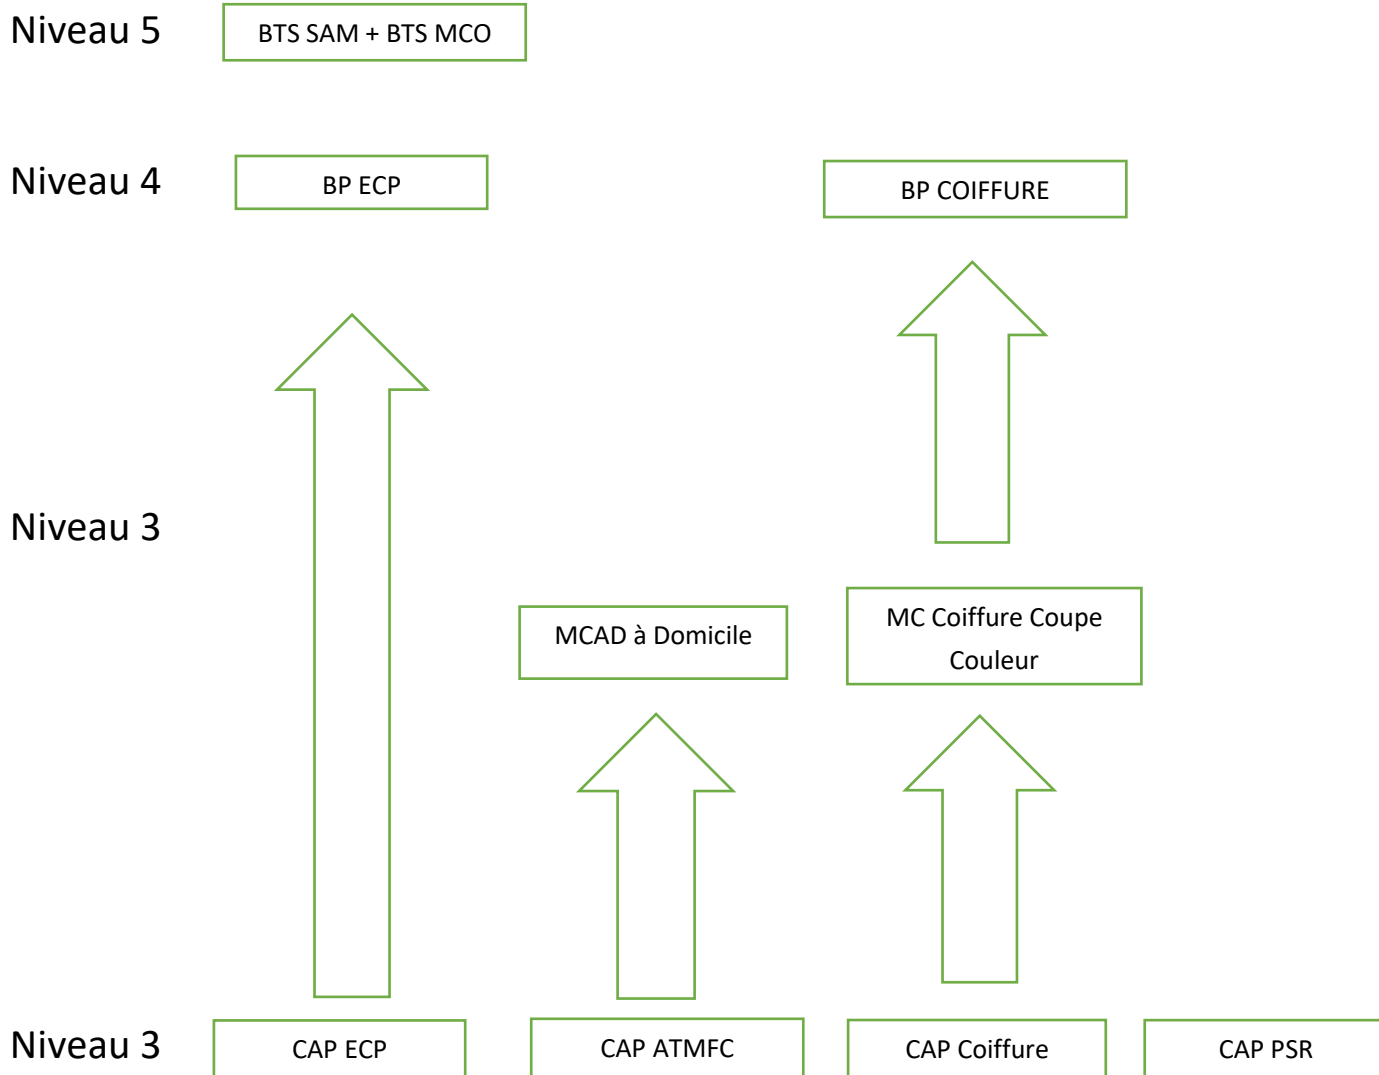 Niveau 5
BTS SAM + BTS MCO
Niveau 4
BP ECP
BP COIFFURE
Niveau 3
MCAD à Domicile
MC Coiffure Coupe
Couleur
Niveau 3
CAP ECP
CAP ATMFC
CAP Coiffure
CAP PSR